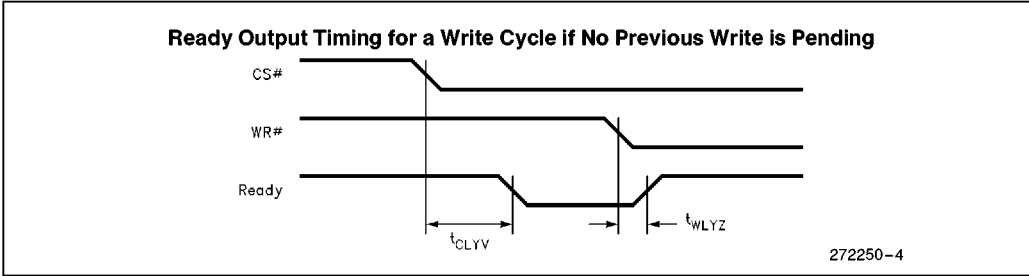 Ready Output Timing for a Write Cycle if No Previous Write is Pending
CS#
WR#
Ready
tCLYV
tWLYZ
272250-4